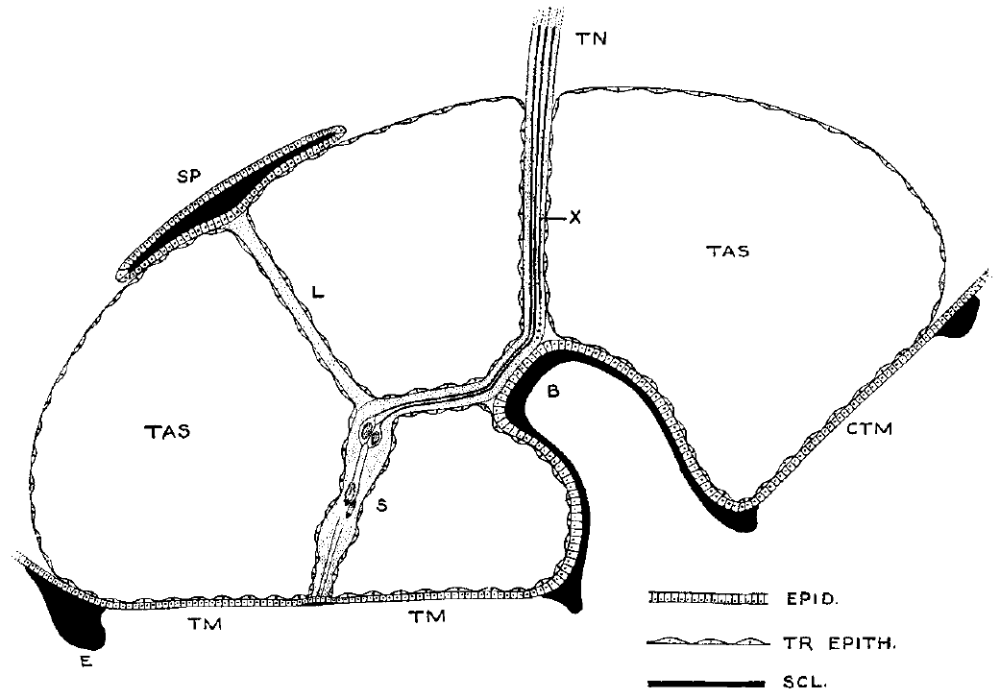 TN
SP
X
L
TAS
B
TAS
CTM
S
TM
TM
E
EPID.
TR EPITH.
SCL.